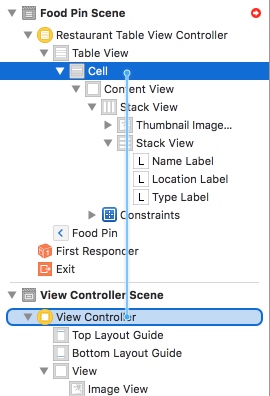 Food Pin Scene
Restaurant Table View Controller
Table View
Cell
Content View
Stack View
Thumbnail Image...
Stack View
L Name Label
L Location Label
L Type Label
Constraints
Food Pin
First Responder
Exit
View Controller Scene
View Controller
Top Layout Guide
Bottom Layout Guide
View
Image View